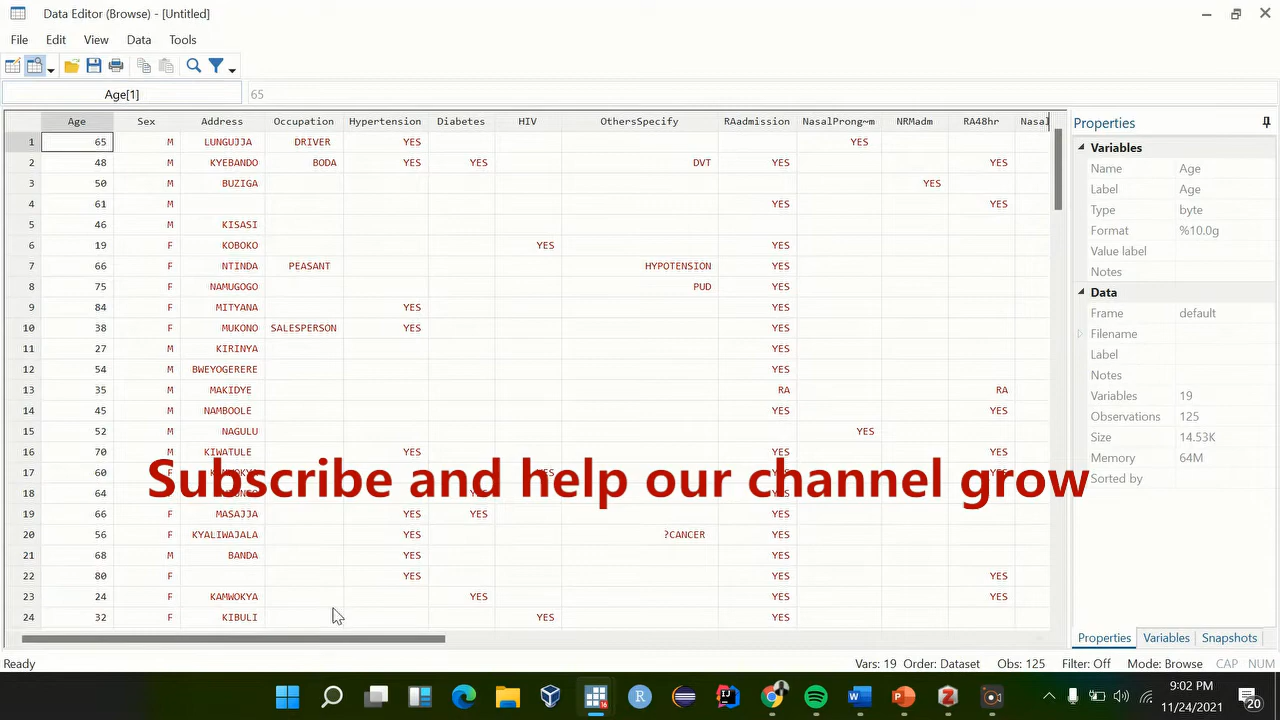 Data Editor (Browse) - [Untitled]
File Edit View Data Tools
Age[1] 65
Age Sex Address Occupation Hypertension Diabetes HIV OthersSpecify RAadmission NasalProng~m NRMadm RA48hr Nasal
1 65 M LUNGUJJA DRIVER YES YES
2 48 M KYEBANDO BODA YES YES DVT YES YES
3 50 M BUZIGA YES
4 61 M YES YES
5 46 M KISASI
6 19 F KOBOKO YES YES
7 66 F NTINDA PEASANT HYPOTENSION YES
8 75 F NAMUGOGO PUD YES
9 84 F MITYANA YES YES
10 38 F MUKONO SALESPERSON YES YES
11 27 M KIRINYA YES
12 54 M BWEYOGERERE YES
13 35 M MAKIDYE RA RA
14 45 M NAMBOOLE YES YES
15 52 M NAGULU YES
16 70 M KIWATULE YES YES YES
17 60 YES
Subscribe and help our channel grow
18 64
19 66 F MASAJJA YES YES YES
20 56 F KYALIWAJALA YES ?CANCER YES
21 68 M BANDA YES YES
22 80 F YES YES YES
23 24 F KAMWOKYA YES YES YES
24 32 F KIBULI YES YES
Properties
Variables
Name Age
Label Age
Type byte
Format %10.0g
Value label
Notes
Data
Frame default
Filename
Label
Notes
Variables 19
Observations 125
Size 14.53K
Memory 64M
Sorted by
Properties Variables Snapshots
Ready Vars: 19 Order: Dataset Obs: 125 Filter: Off Mode: Browse CAP NUM
9:02 PM
11/24/2021
20